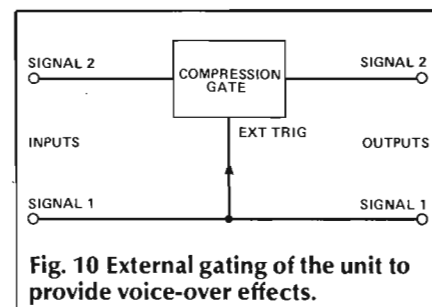 SIGNAL 2
COMPRESSION
GATE
SIGNAL 2
EXT TRIG
INPUTS
OUTPUTS
SIGNAL 1
SIGNAL 1
Fig. 10 External gating of the unit to
provide voice-over effects.